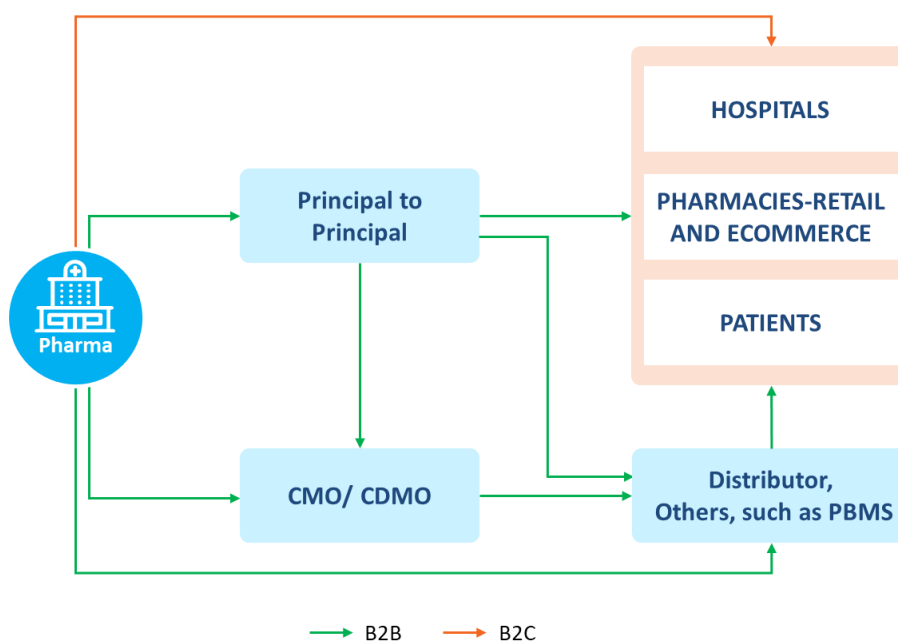 HOSPITALS
Principal to
Principal
PHARMACIES-RETAIL
AND ECOMMERCE
Pharma
PATIENTS
CMO/ CDMO
Distributor,
Others, such as PBMS
B2B
B2C